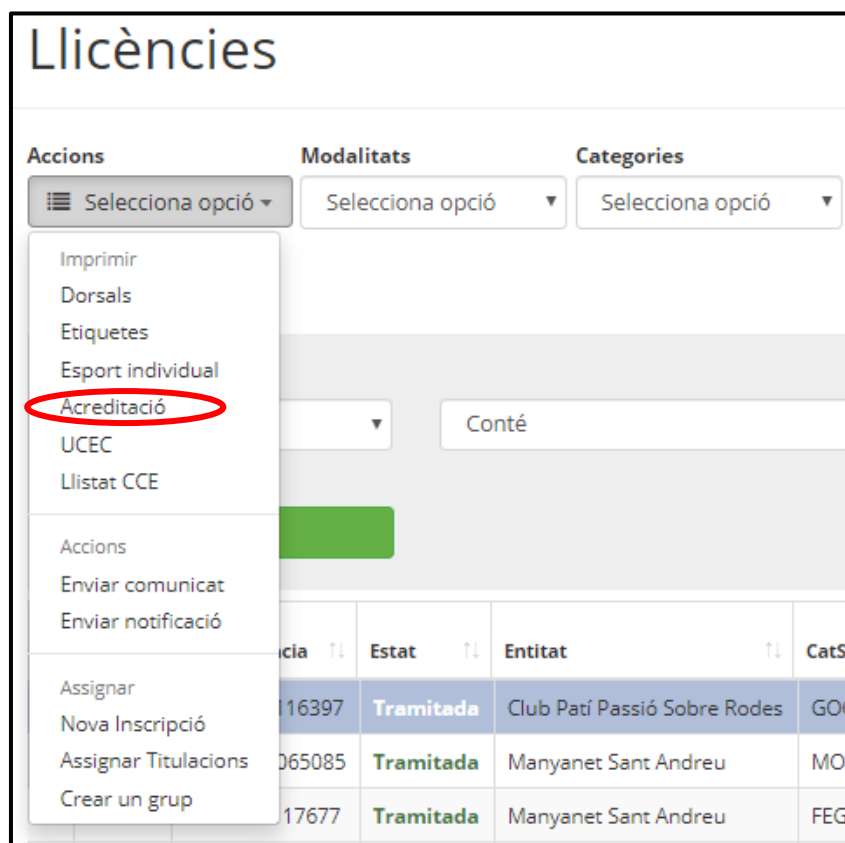 Llicències
Accions Modalitats Categories
Selecciona opció Selecciona opció Selecciona opció
Imprimir
Dorsals
Etiquetes
Esport individual
Acreditació
Conté
UCEC
Llistat CCE
Accions
Enviar comunicat
Enviar notificació
Estat Entitat
Assignar
Nova Inscripció
116397 Tramitada Club Patí Passió Sobre Rodes
Assignar Titulacions
065085 Tramitada Manyanet Sant Andreu
Crear un grup
17677 Tramitada Manyanet Sant Andreu